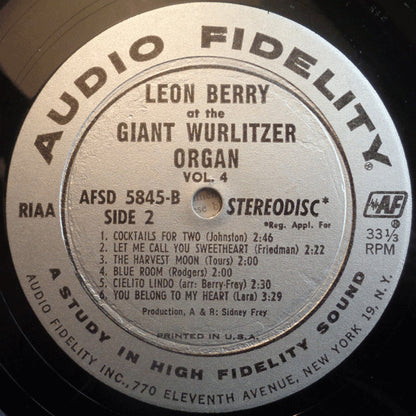 AUDIO FIDELITY®
LEON BERRY
at the
GIANT WURLITZER
ORGAN
VOL. 4
RIAA
AFSD 5845-B
SIDE 2
STEREODISC*
*Reg. Appl. For
AF
33⅓
RPM
1. COCKTAILS FOR TWO (Johnston) 2:46
2. LET ME CALL YOU SWEETHEART (Friedman) 2:22
3. THE HARVEST MOON (Tours) 2:00
4. BLUE ROOM (Rodgers) 2:00
5. CIELITO LINDO (arr: Berry-Frey) 2:30
6. YOU BELONG TO MY HEART (Lara) 3:29
Production, A & R: Sidney Frey
PRINTED IN U.S.A.
A STUDY IN HIGH FIDELITY SOUND
AUDIO FIDELITY INC., 770 ELEVENTH AVENUE, NEW YORK 19, N.Y.